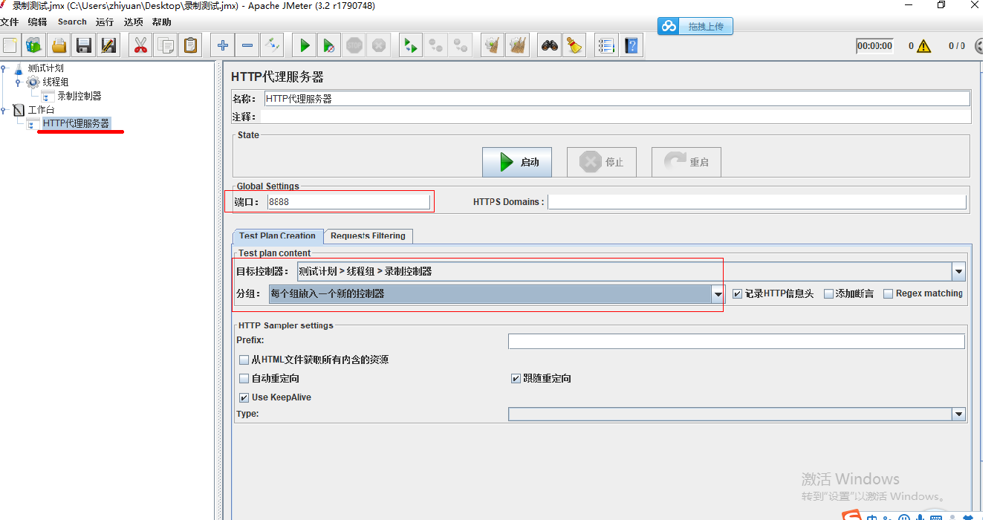 录制测试.jmx (C:\Users\zhiyuan\Desktop\录制测试.jmx) - Apache JMeter (3.2 r1790748)
文件 编辑 Search 运行 选项 帮助
拖拽上传
STOP
00:00:00 0 0 / 0
测试计划
线程组
录制控制器
工作台
HTTP代理服务器
HTTP代理服务器
名称： HTTP代理服务器
注释：
State
启动 停止 重启
Global Settings
端口： 8888 HTTPS Domains :
Test Plan Creation Requests Filtering
Test plan content
目标控制器： 测试计划 > 线程组 > 录制控制器
分组： 每个组放入一个新的控制器 记录HTTP信息头 添加断言 Regex matching
HTTP Sampler settings
Prefix:
从HTML文件获取所有内含的资源
自动重定向 跟随重定向
Use KeepAlive
Type:
激活 Windows
转到"设置"以激活 Windows。
中